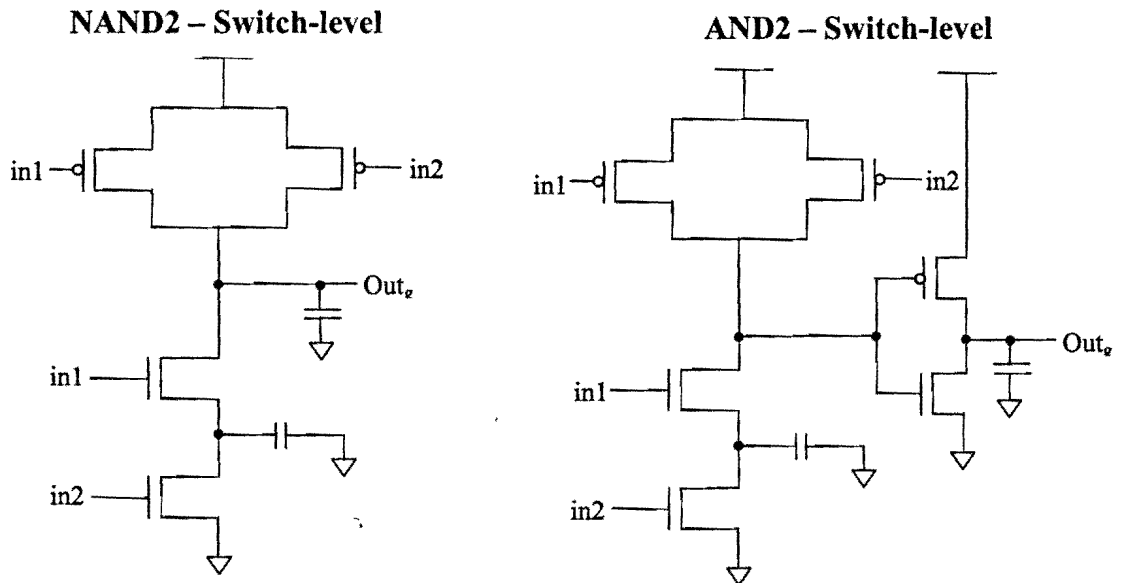 NAND2 – Switch-level
in1
in2
Out
in1
in2
AND2 – Switch-level
in1
in2
Out
in1
in2